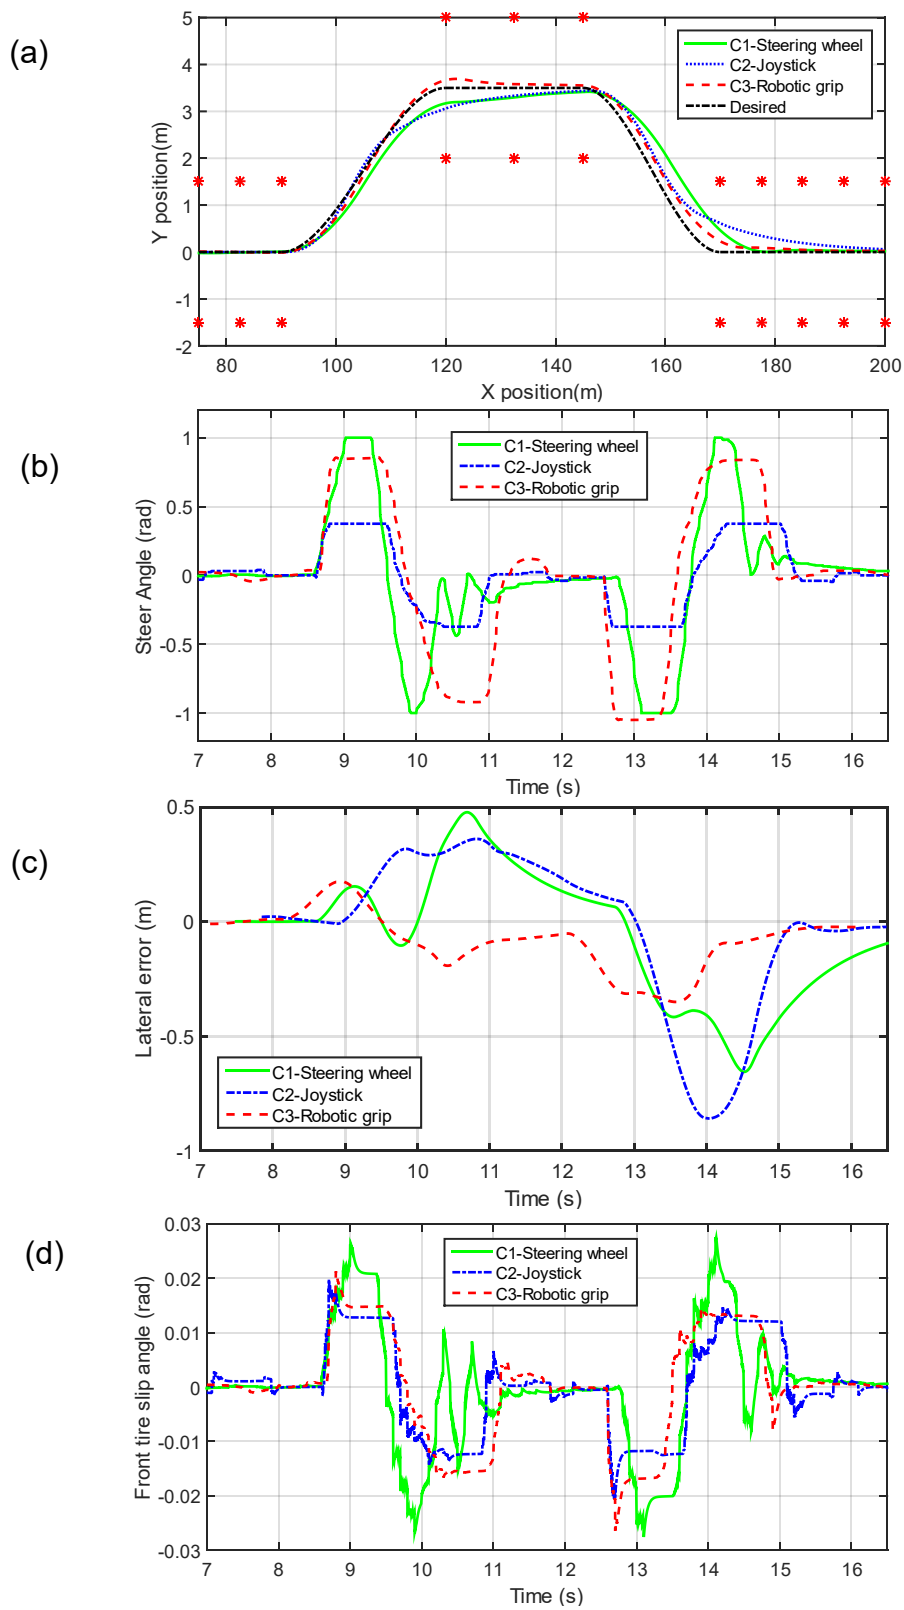 (a)
5
4
3
2
1
0
-1
-2
Y position(m)
C1-Steering wheel
C2-Joystick
C3-Robotic grip
Desired
80 100 120 140 160 180 200
X position(m)
(b)
1
0.5
0
-0.5
-1
Steer Angle (rad)
C1-Steering wheel
C2-Joystick
C3-Robotic grip
7 8 9 10 11 12 13 14 15 16
Time (s)
(c)
0.5
0
-0.5
-1
Lateral error (m)
C1-Steering wheel
C2-Joystick
C3-Robotic grip
7 8 9 10 11 12 13 14 15 16
Time (s)
(d)
0.03
0.02
0.01
0
-0.01
-0.02
-0.03
Front tire slip angle (rad)
C1-Steering wheel
C2-Joystick
C3-Robotic grip
7 8 9 10 11 12 13 14 15 16
Time (s)